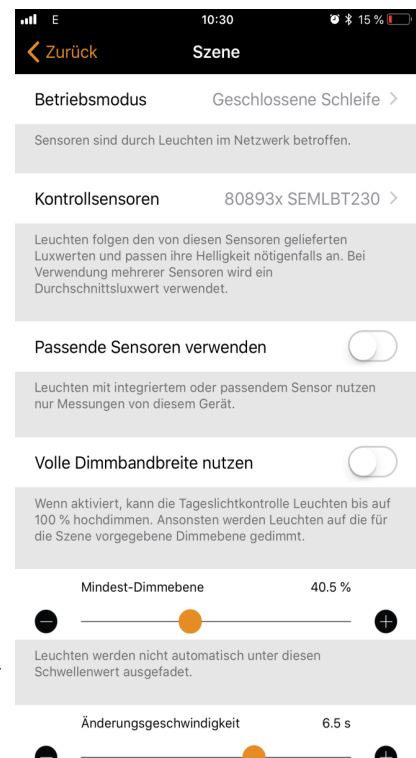 E 10:30 15 %
Zurück Szene
Betriebsmodus Geschlossene Schleife
Sensoren sind durch Leuchten im Netzwerk betroffen.
Kontrollsensoren 80893x SEMLBT230
Leuchten folgen den von diesen Sensoren gelieferten
Luxwerten und passen ihre Helligkeit nötigenfalls an. Bei
Verwendung mehrerer Sensoren wird ein
Durchschnittsluxwert verwendet.
Passende Sensoren verwenden
Leuchten mit integriertem oder passendem Sensor nutzen
nur Messungen von diesem Gerät.
Volle Dimmbandbreite nutzen
Wenn aktiviert, kann die Tageslichtkontrolle Leuchten bis auf
100 % hochdimmen. Ansonsten werden Leuchten auf die für
die Szene vorgegebene Dimmebene gedimmt.
Mindest-Dimmebene 40.5 %
Leuchten werden nicht automatisch unter diesen
Schwellenwert ausgefadet.
Änderungsgeschwindigkeit 6.5 s